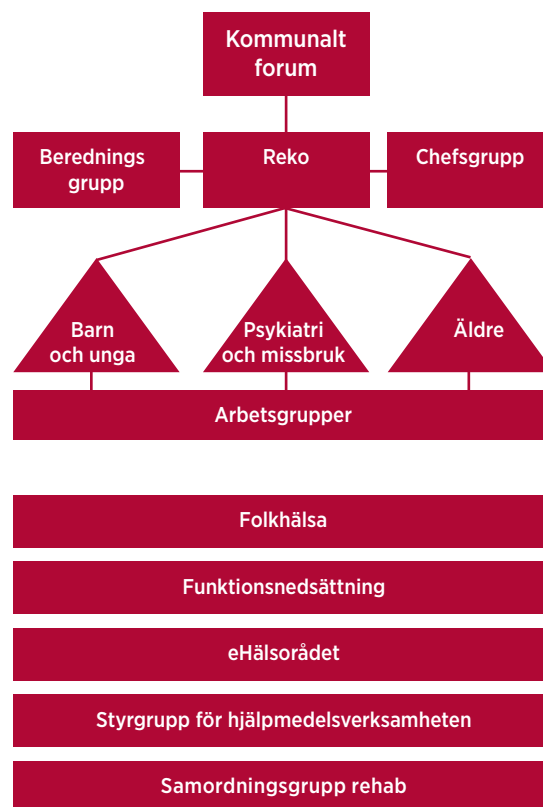 Kommunalt
forum
Berednings
grupp
Reko
Chefsgrupp
Barn
och unga
Psykiatri
och missbruk
Äldre
Arbetsgrupper
Folkhälsa
Funktionsnedsättning
eHälsorådet
Styrgrupp för hjälpmedelsverksamheten
Samordningsgrupp rehab